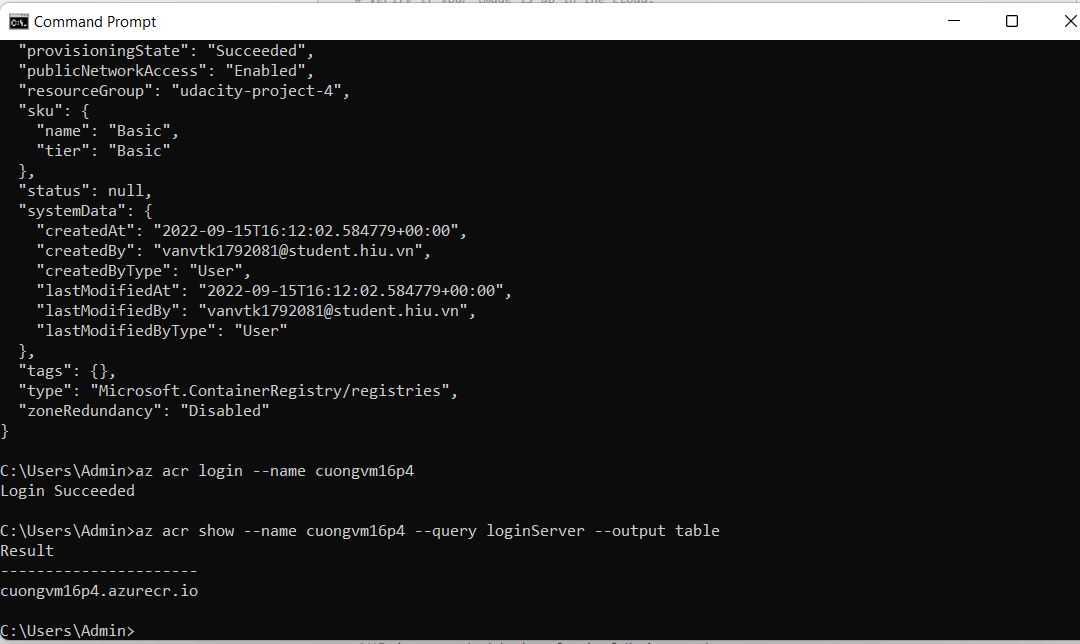 # verify if your image is up in the cloud.
Command Prompt
"provisioningState": "Succeeded",
"publicNetworkAccess": "Enabled",
"resourceGroup": "udacity-project-4",
"sku": {
"name": "Basic",
"tier": "Basic"
},
"status": null,
"systemData": {
"createdAt": "2022-09-15T16:12:02.584779+00:00",
"createdBy": "vanvtk1792081@student.hiu.vn",
"createdByType": "User",
"lastModifiedAt": "2022-09-15T16:12:02.584779+00:00",
"lastModifiedBy": "vanvtk1792081@student.hiu.vn",
"lastModifiedByType": "User"
},
"tags": {},
"type": "Microsoft.ContainerRegistry/registries",
"zoneRedundancy": "Disabled"
}
C:\Users\Admin>az acr login --name cuongvm16p4
Login Succeeded
C:\Users\Admin>az acr show --name cuongvm16p4 --query loginServer --output table
Result
----------------------
cuongvm16p4.azurecr.io
C:\Users\Admin>